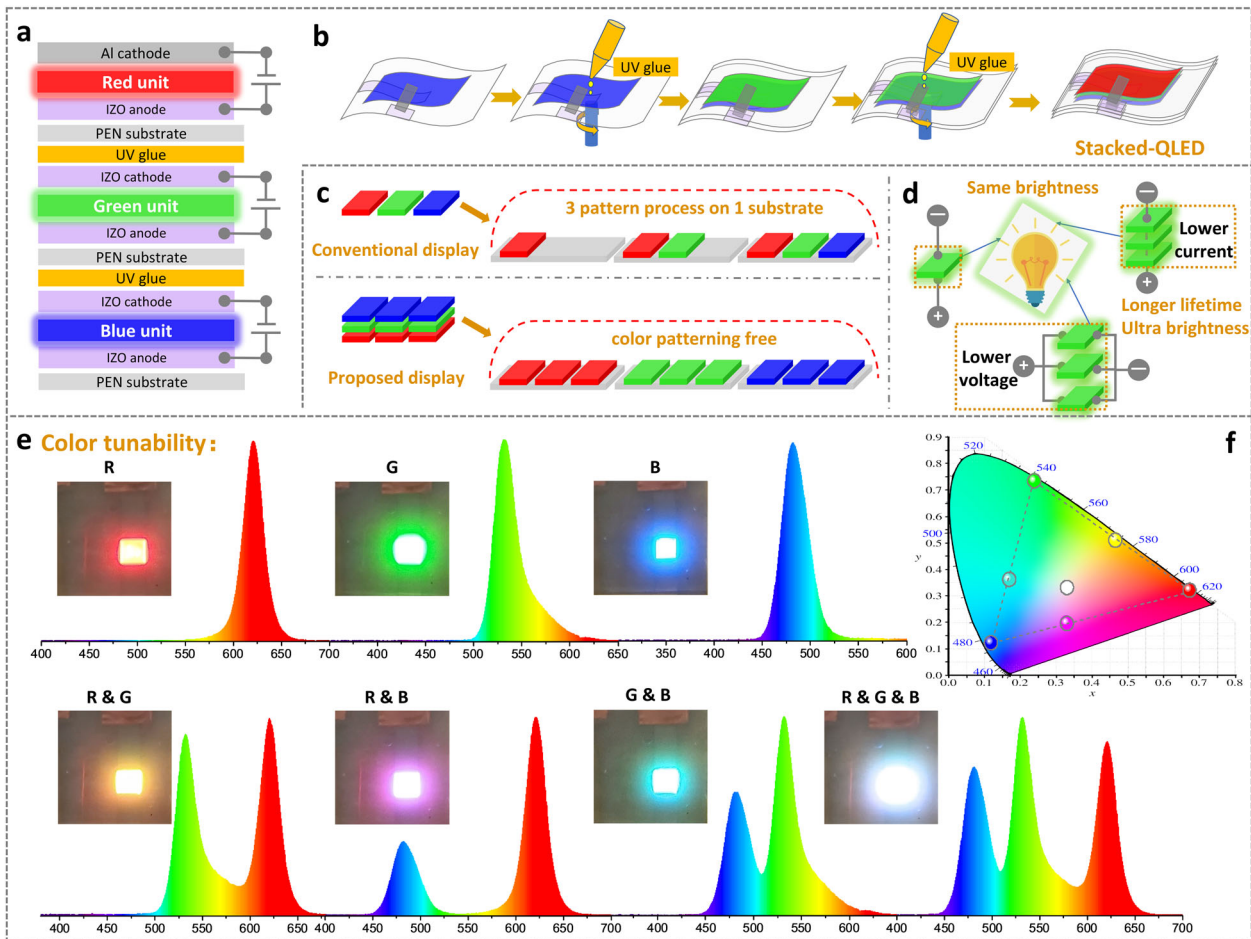 a
Al cathode
Red unit
IZO anode
PEN substrate
UV glue
IZO cathode
Green unit
IZO anode
PEN substrate
UV glue
IZO cathode
Blue unit
IZO anode
PEN substrate
b
UV glue
UV glue
Stacked-QLED
c
3 pattern process on 1 substrate
Conventional display
color patterning free
Proposed display
d
Same brightness
Lower
current
Longer lifetime
Ultra brightness
Lower
voltage
e
Color tunability:
R
G
B
400 450 500 550 600 650 400 450 500 550 600 650 400 450 500 550 600
R & G
R & B
G & B
R & G & B
400 450 500 550 600 650 400 450 500 550 600 650 400 450 500 550 600 650 400 450 500 550 600 650 700
f
0.9
0.8
0.7
0.6
0.5
0.4
0.3
0.2
0.1
0.0
y
0.0 0.1 0.2 0.3 0.4 0.5 0.6 0.7 0.8
x
520
540
560
500
580
600
620
480
460